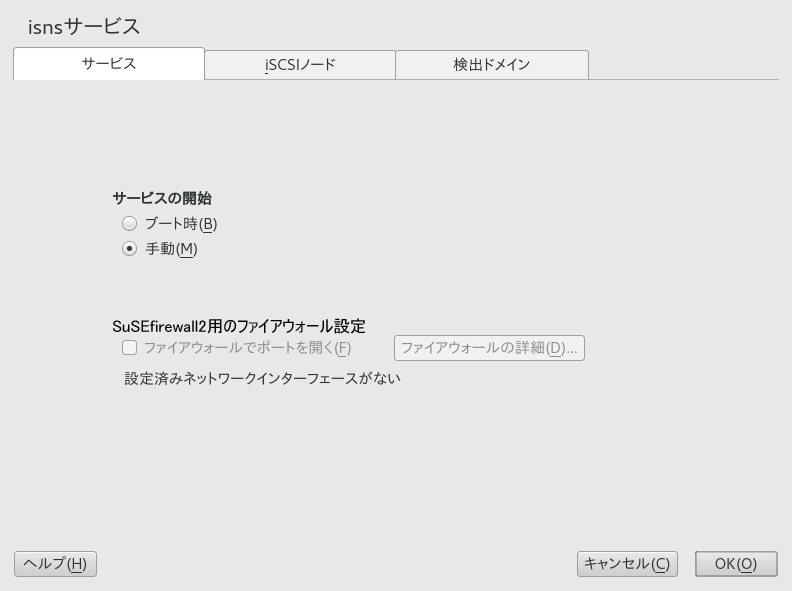 isnsサービス
サービス iSCSIノード 検出ドメイン
サービスの開始
ブート時(B)
手動(M)
SuSEfirewall2用のファイアウォール設定
ファイアウォールでポートを開く(F) ファイアウォールの詳細(D)...
設定済みネットワークインターフェースがない
ヘルプ(H) キャンセル(C) OK(O)